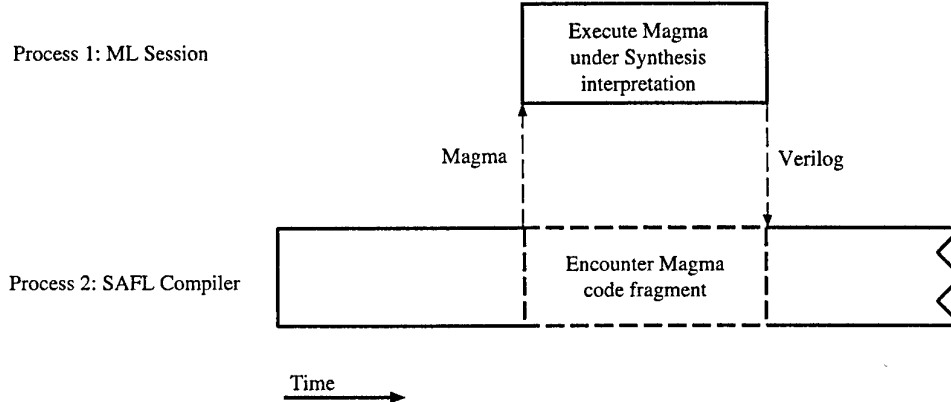 Process 1: ML Session
Execute Magma
under Synthesis
interpretation
Magma
Verilog
Process 2: SAFL Compiler
Encounter Magma
code fragment
Time